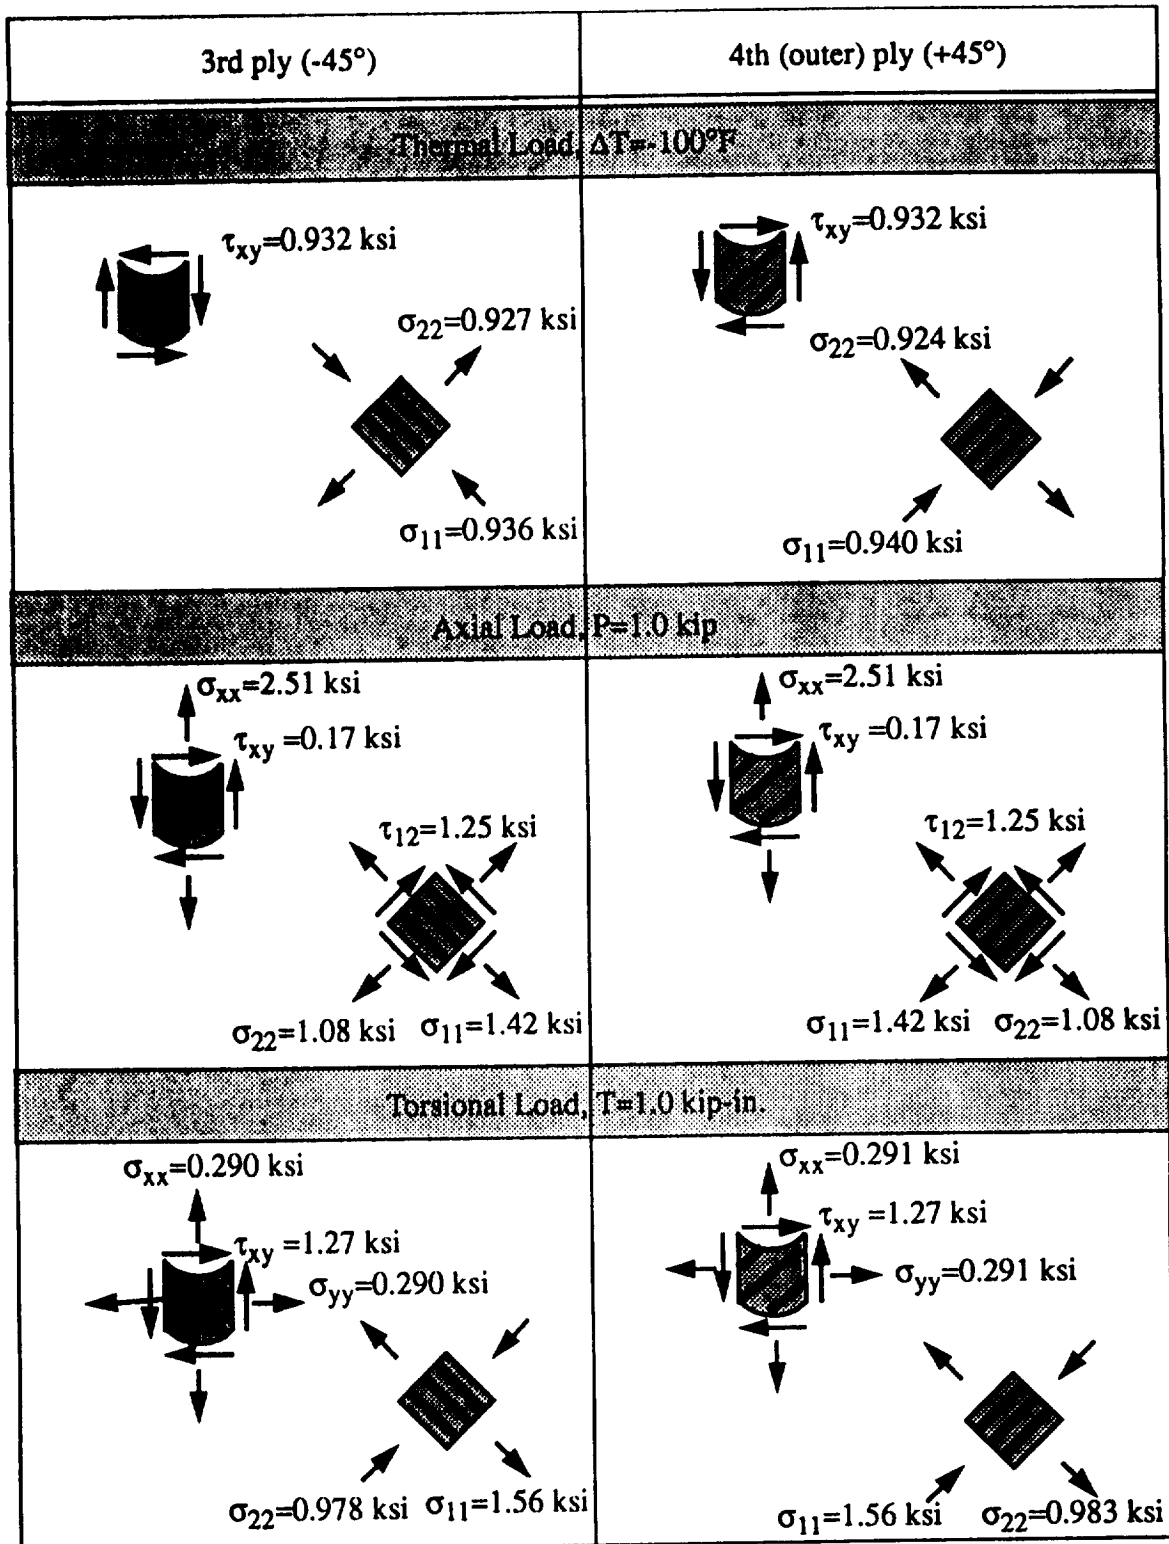 3rd ply (-45°)
4th (outer) ply (+45°)
Thermal Load, ΔT=-100°F
τxy=0.932 ksi
σ22=0.927 ksi
σ11=0.936 ksi
τxy=0.932 ksi
σ22=0.924 ksi
σ11=0.940 ksi
Axial Load, P=1.0 kip
σxx=2.51 ksi
τxy =0.17 ksi
τ12=1.25 ksi
σ22=1.08 ksi σ11=1.42 ksi
σxx=2.51 ksi
τxy =0.17 ksi
τ12=1.25 ksi
σ11=1.42 ksi σ22=1.08 ksi
Torsional Load, T=1.0 kip-in.
σxx=0.290 ksi
τxy =1.27 ksi
σyy=0.290 ksi
σ22=0.978 ksi σ11=1.56 ksi
σxx=0.291 ksi
τxy =1.27 ksi
σyy=0.291 ksi
σ11=1.56 ksi σ22=0.983 ksi